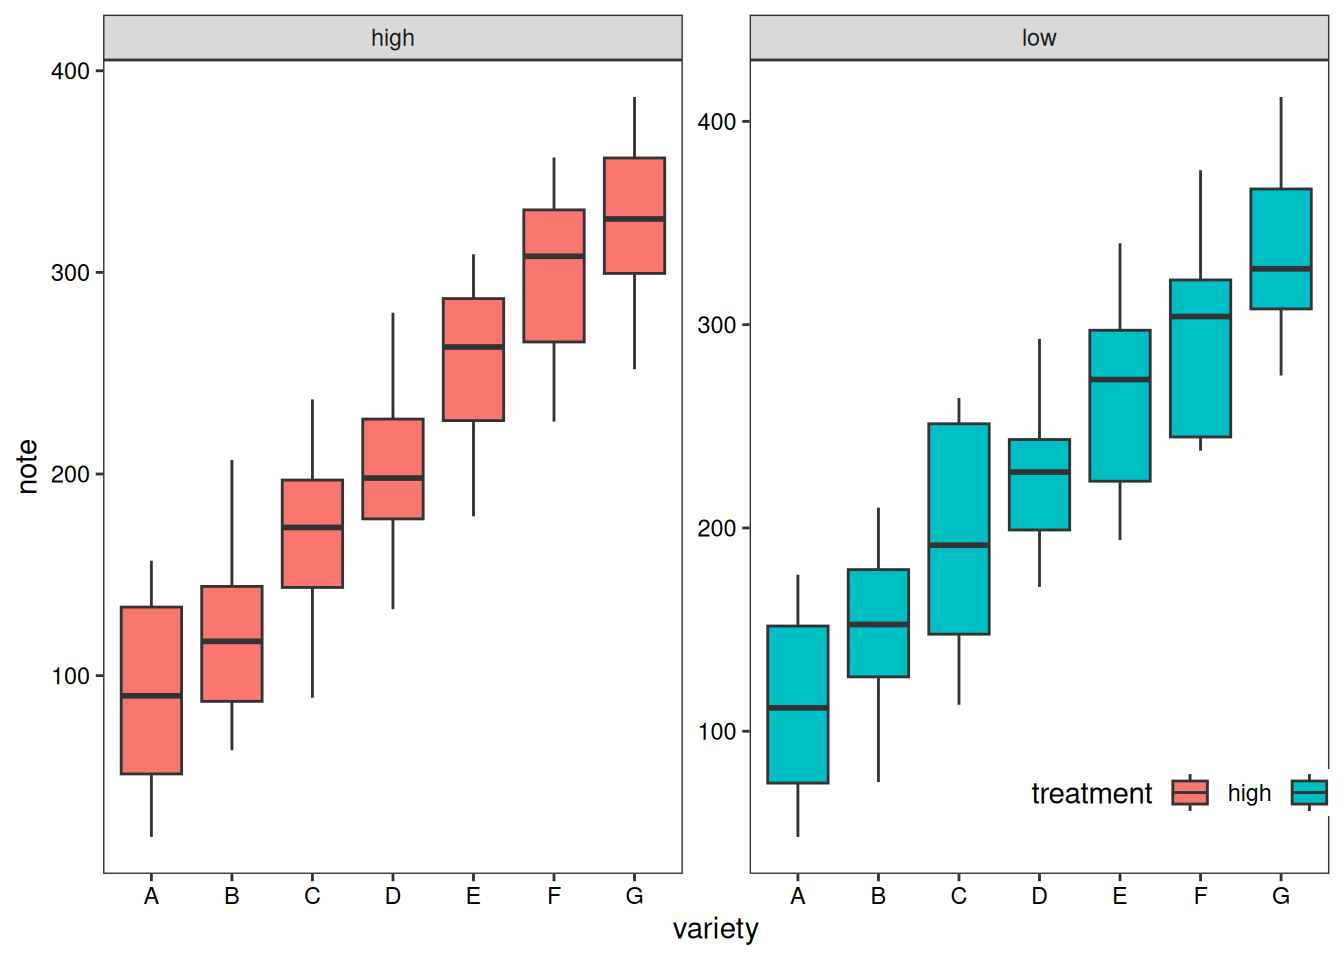 high
low
400
300
200
100
400
300
200
100
note
treatment high
A B C D E F G
A B C D E F G
variety